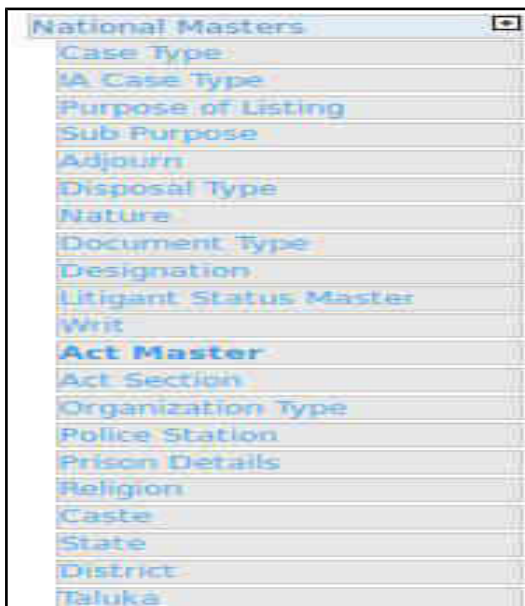 National Masters
Case Type
IA Case Type
Purpose of Listing
Sub Purpose
Adjourn
Disposal Type
Nature
Document Type
Designation
Litigant Status Master
Writ
Act Master
Act Section
Organization Type
Police Station
Prison Details
Religion
Caste
State
District
Taluka